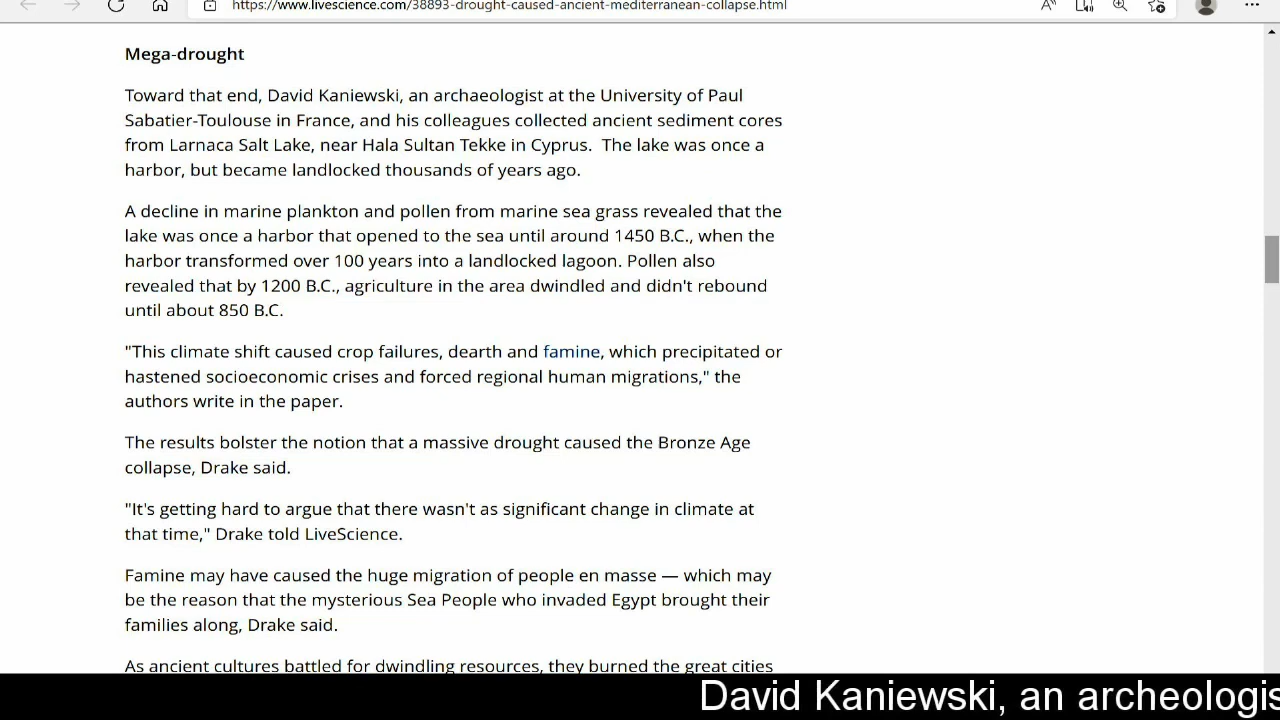 https://www.livescience.com/38893-drought-caused-ancient-mediterranean-collapse.html
Mega-drought
Toward that end, David Kaniewski, an archaeologist at the University of Paul
Sabatier-Toulouse in France, and his colleagues collected ancient sediment cores
from Larnaca Salt Lake, near Hala Sultan Tekke in Cyprus.  The lake was once a
harbor, but became landlocked thousands of years ago.
A decline in marine plankton and pollen from marine sea grass revealed that the
lake was once a harbor that opened to the sea until around 1450 B.C., when the
harbor transformed over 100 years into a landlocked lagoon. Pollen also
revealed that by 1200 B.C., agriculture in the area dwindled and didn't rebound
until about 850 B.C.
"This climate shift caused crop failures, dearth and famine, which precipitated or
hastened socioeconomic crises and forced regional human migrations," the
authors write in the paper.
The results bolster the notion that a massive drought caused the Bronze Age
collapse, Drake said.
"It's getting hard to argue that there wasn't as significant change in climate at
that time," Drake told LiveScience.
Famine may have caused the huge migration of people en masse — which may
be the reason that the mysterious Sea People who invaded Egypt brought their
families along, Drake said.
As ancient cultures battled for dwindling resources, they burned the great cities
David Kaniewski, an archeologis